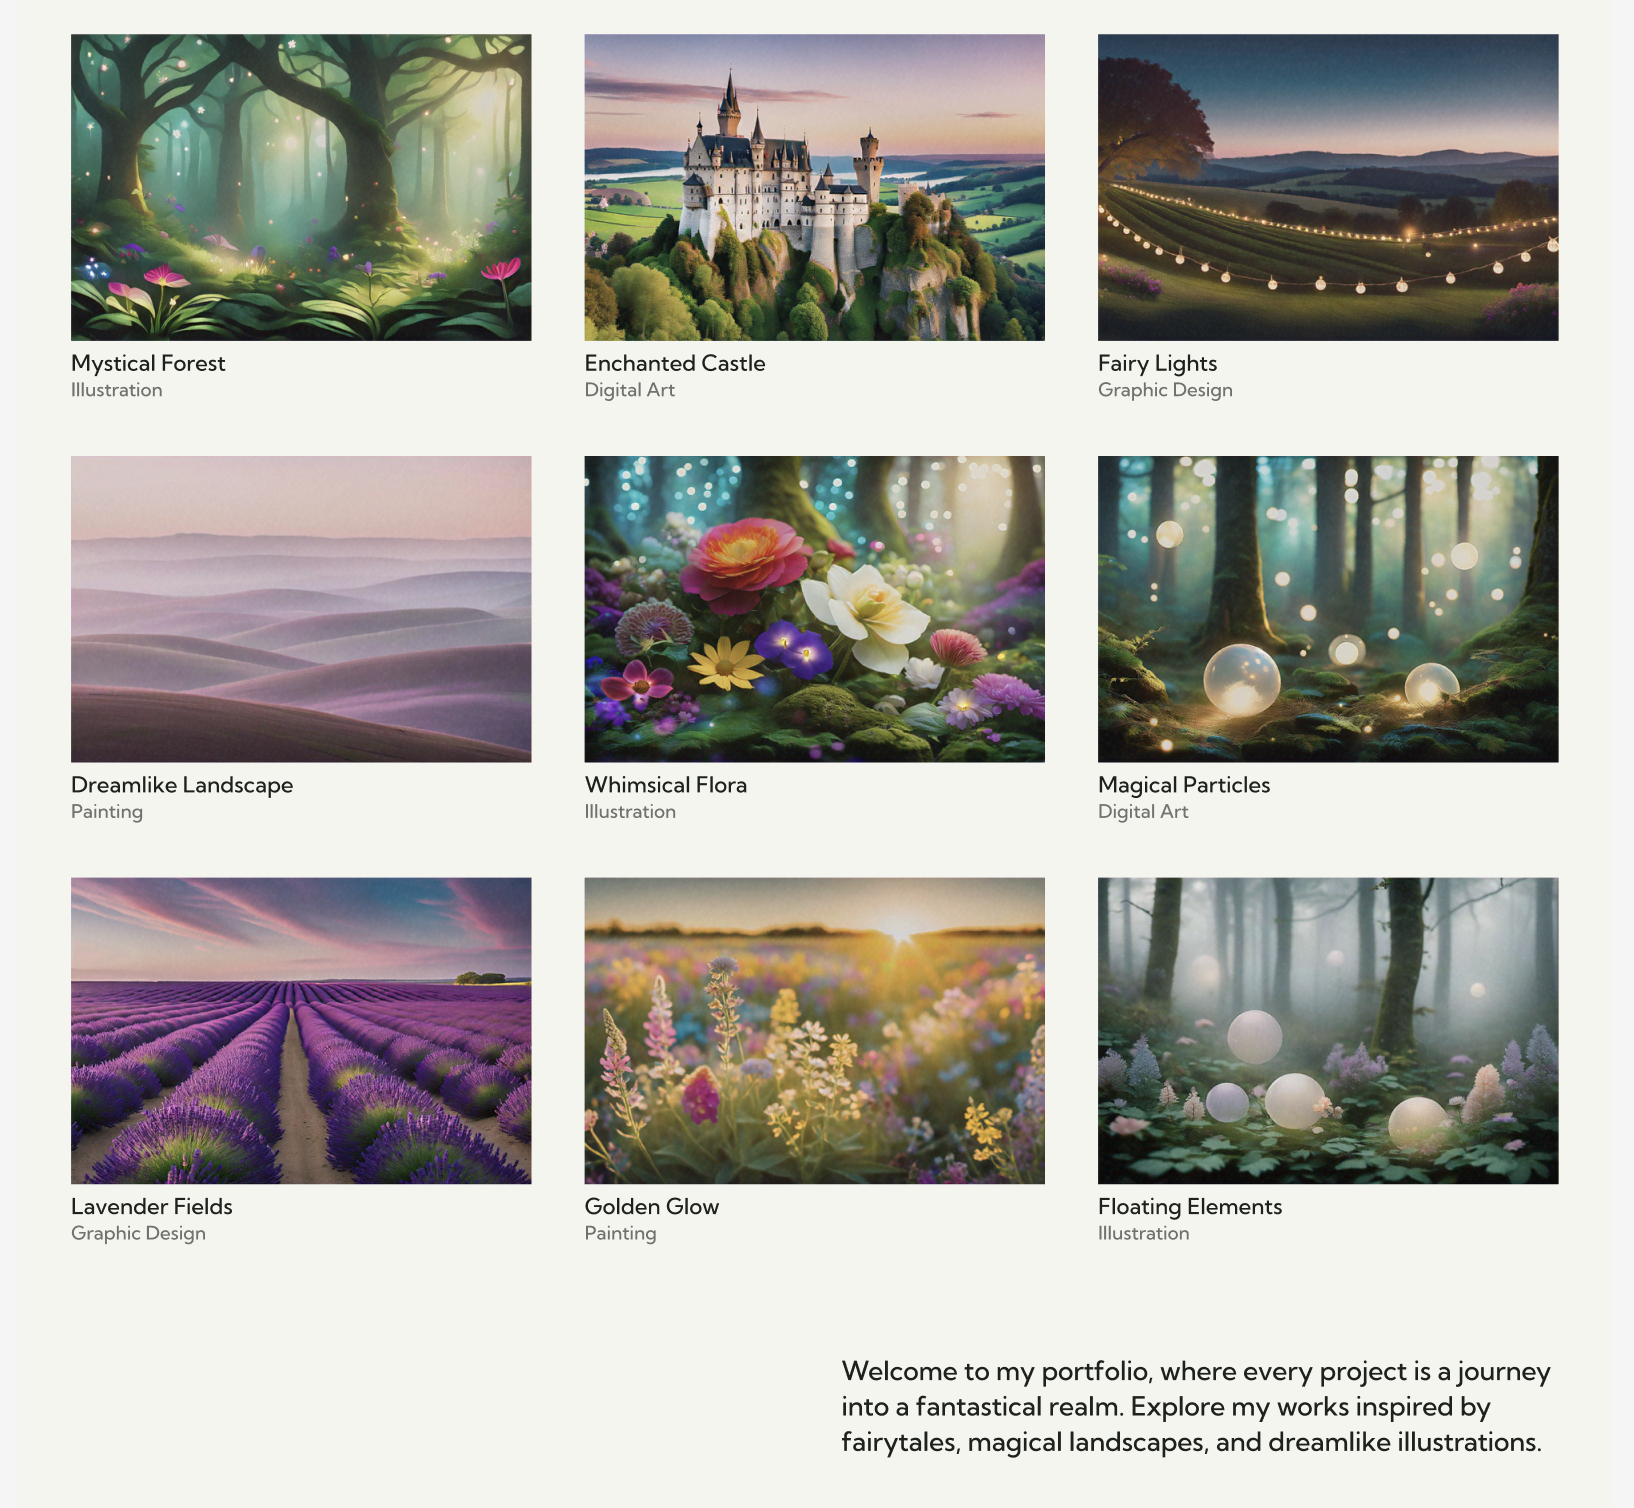 Mystical Forest
Illustration
Enchanted Castle
Digital Art
Fairy Lights
Graphic Design
Dreamlike Landscape
Painting
Whimsical Flora
Illustration
Magical Particles
Digital Art
Lavender Fields
Graphic Design
Golden Glow
Painting
Floating Elements
Illustration
Welcome to my portfolio, where every project is a journey
into a fantastical realm. Explore my works inspired by
fairytales, magical landscapes, and dreamlike illustrations.